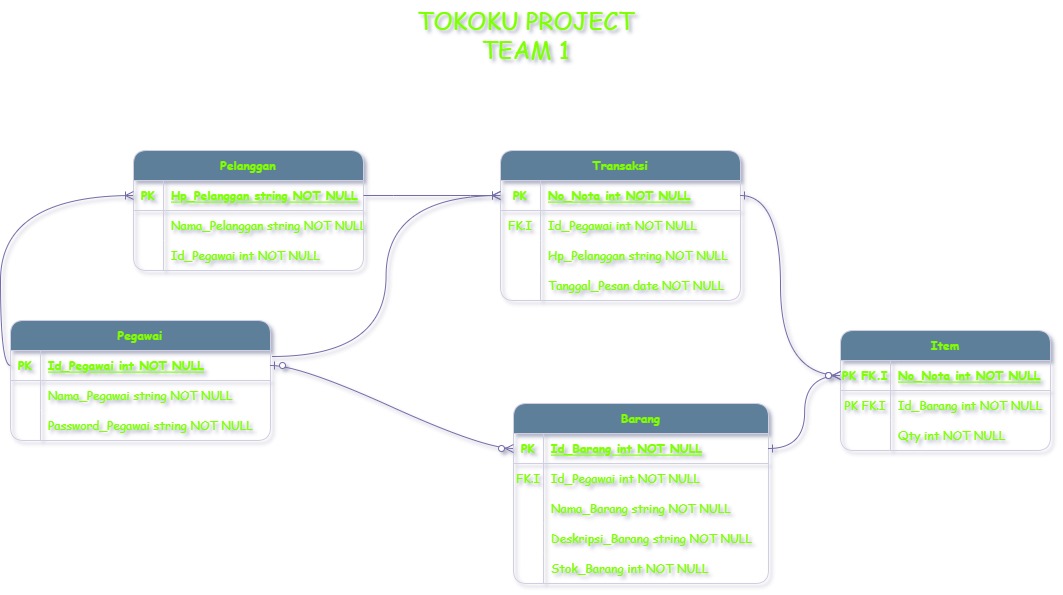 TOKOKU PROJECT
TEAM 1
Pelanggan
PK Hp_Pelanggan string NOT NULL
Nama_Pelanggan string NOT NULL
Id_Pegawai int NOT NULL
Transaksi
PK No_Nota int NOT NULL
FK.I Id_Pegawai int NOT NULL
Hp_Pelanggan string NOT NULL
Tanggal_Pesan date NOT NULL
Pegawai
PK Id_Pegawai int NOT NULL
Nama_Pegawai string NOT NULL
Password_Pegawai string NOT NULL
Item
PK FK.I No_Nota int NOT NULL
PK FK.I Id_Barang int NOT NULL
Qty int NOT NULL
Barang
PK Id_Barang int NOT NULL
FK.I Id_Pegawai int NOT NULL
Nama_Barang string NOT NULL
Deskripsi_Barang string NOT NULL
Stok_Barang int NOT NULL